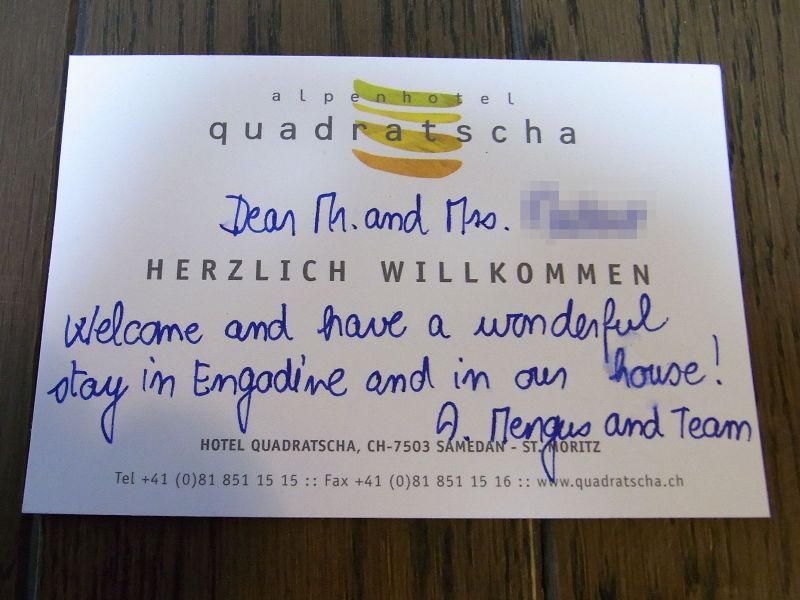 alpenhotel
quadratscha
Dear Mr. and Mrs.
HERZLICH WILLKOMMEN
Welcome and have a wonderful
stay in Engadine and in our house!
A. Mengus and Team
HOTEL QUADRATSCHA, CH-7503 SAMEDAN - ST. MORITZ
Tel +41 (0)81 851 15 15 :: Fax +41 (0)81 851 15 16 :: www.quadratscha.ch